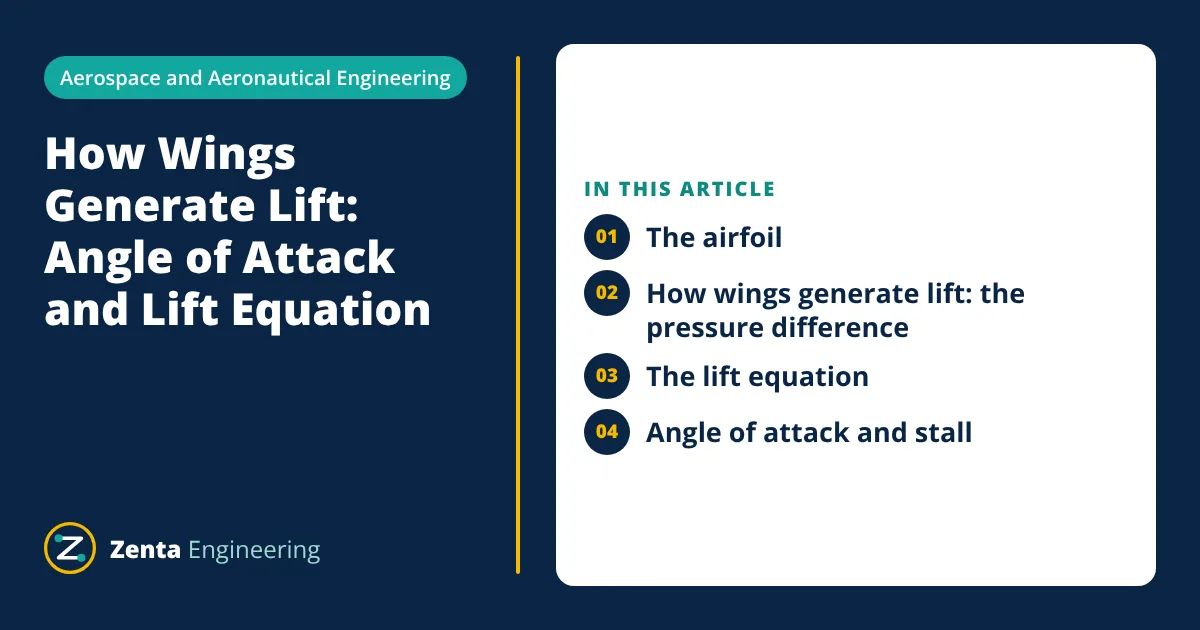 Aerospace and Aeronautical Engineering
How Wings
Generate Lift:
Angle of Attack
and Lift Equation
Z
Zenta Engineering
IN THIS ARTICLE
01 The airfoil
02 How wings generate lift: the
pressure difference
03 The lift equation
04 Angle of attack and stall